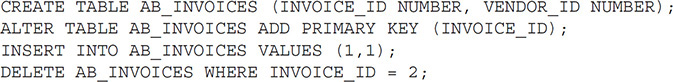 CREATE TABLE AB_INVOICES (INVOICE_ID NUMBER, VENDOR_ID NUMBER);
ALTER TABLE AB_INVOICES ADD PRIMARY KEY (INVOICE_ID);
INSERT INTO AB_INVOICES VALUES (1,1);
DELETE AB_INVOICES WHERE INVOICE_ID = 2;